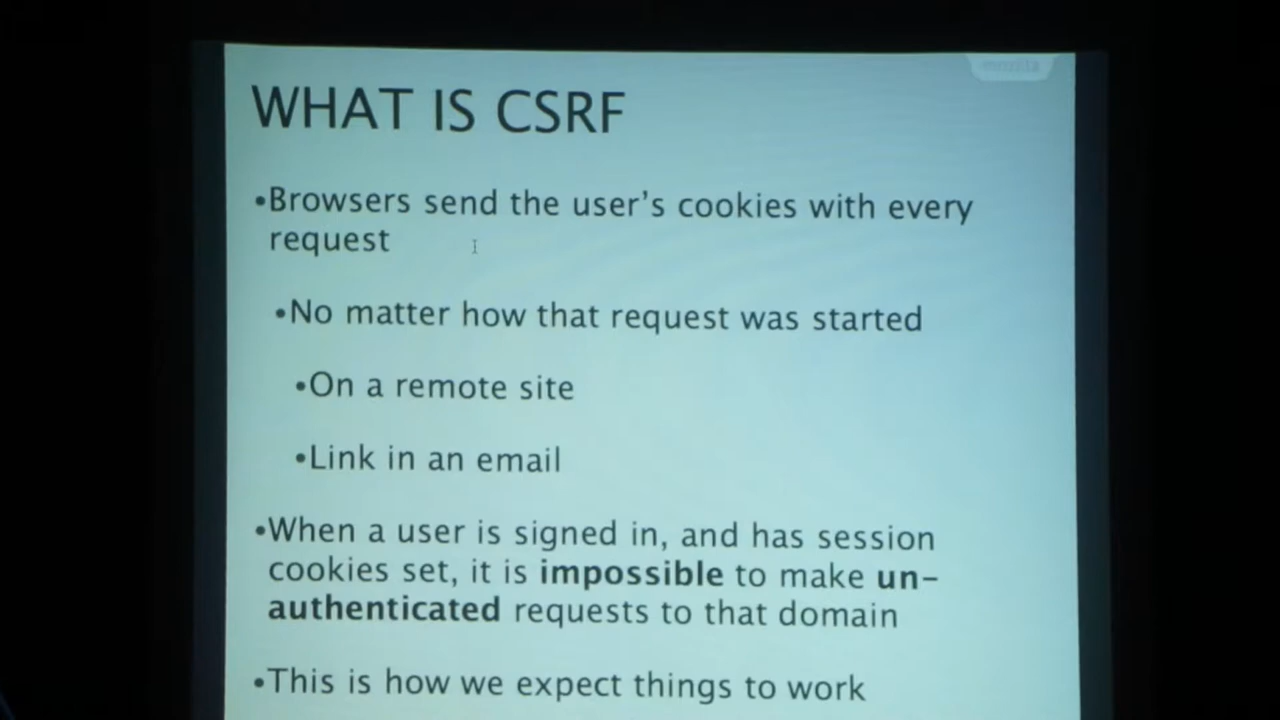 WHAT IS CSRF
•Browsers send the user's cookies with every
request
•No matter how that request was started
•On a remote site
•Link in an email
•When a user is signed in, and has session
cookies set, it is impossible to make un-
authenticated requests to that domain
•This is how we expect things to work